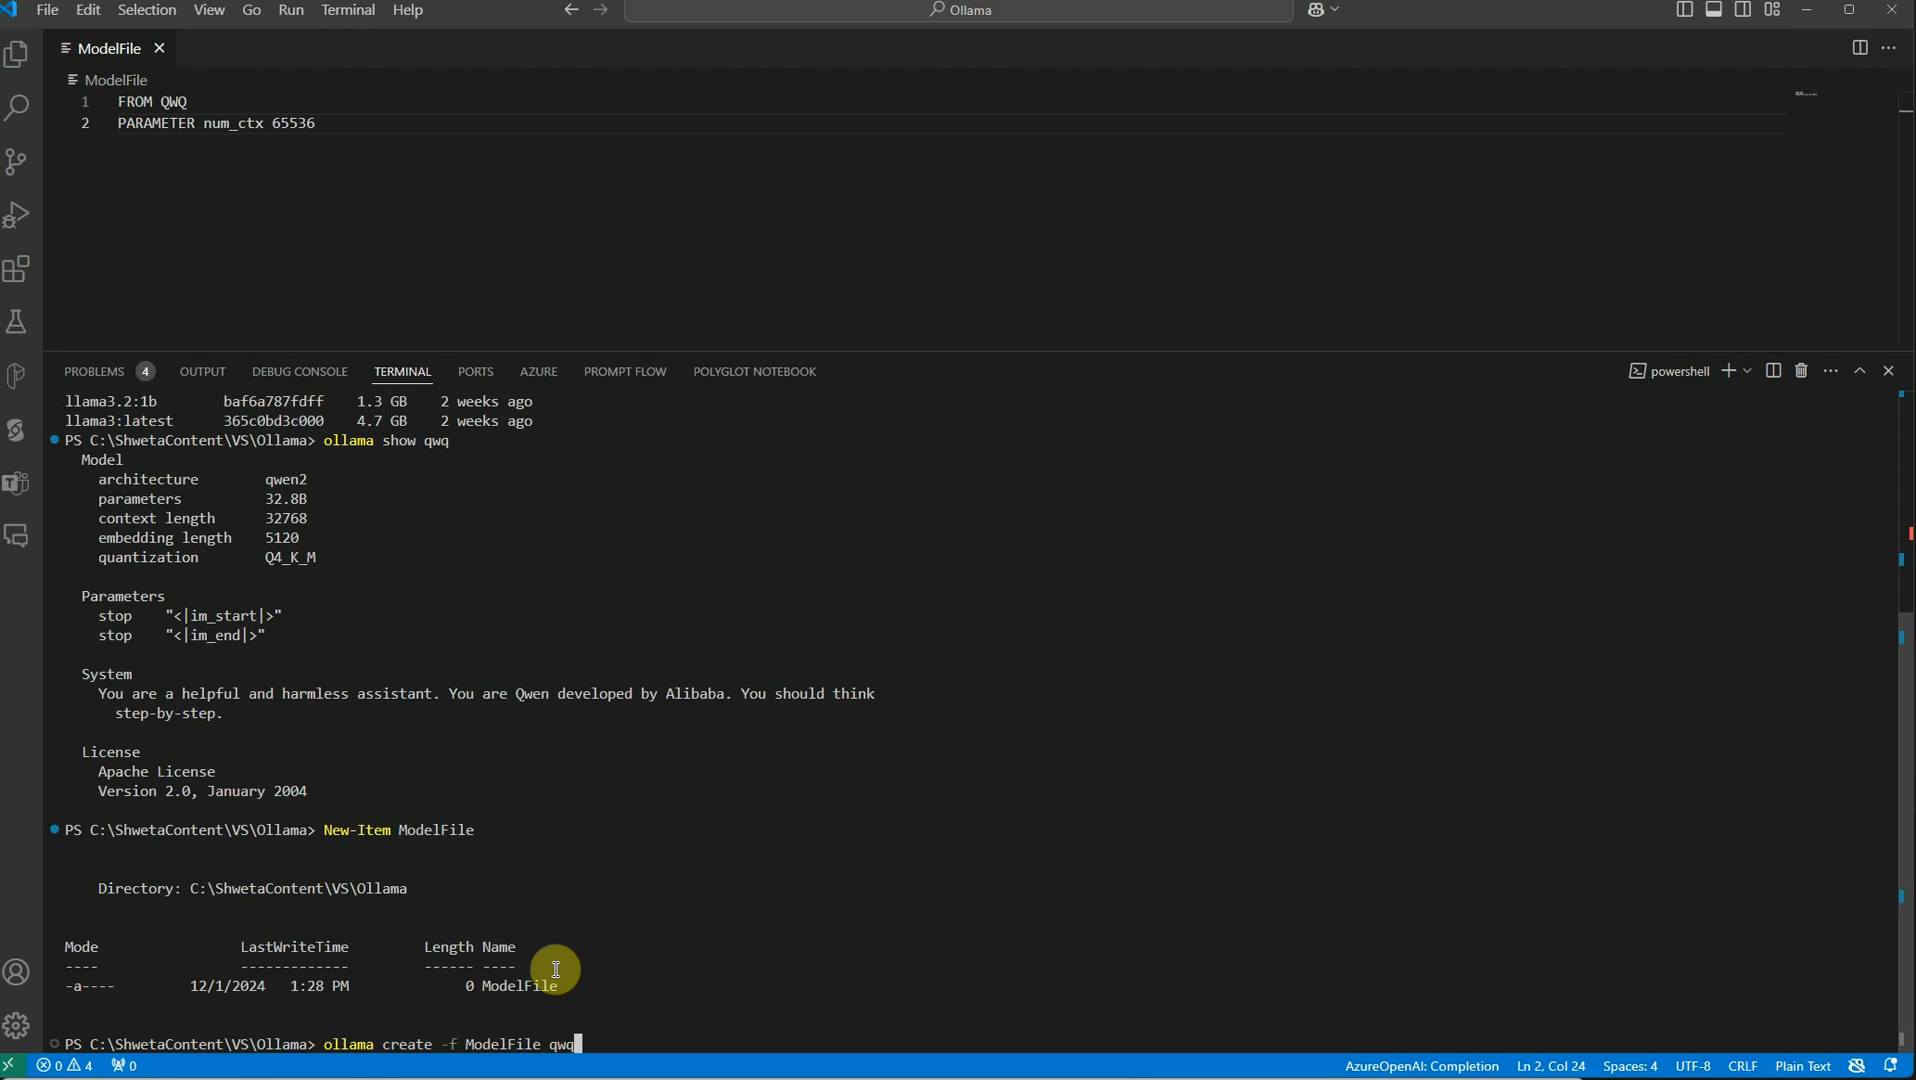 File Edit Selection View Go Run Terminal Help Ollama
ModelFile
ModelFile
1 FROM QWQ
2 PARAMETER num_ctx 65536
PROBLEMS 4 OUTPUT DEBUG CONSOLE TERMINAL PORTS AZURE PROMPT FLOW POLYGLOT NOTEBOOK powershell
llama3.2:1b baf6a787fdff 1.3 GB 2 weeks ago
llama3:latest 365c0bd3c000 4.7 GB 2 weeks ago
PS C:\ShwetaContent\VS\Ollama> ollama show qwq
Model
architecture qwen2
parameters 32.8B
context length 32768
embedding length 5120
quantization Q4_K_M
Parameters
stop "<|im_start|>"
stop "<|im_end|>"
System
You are a helpful and harmless assistant. You are Qwen developed by Alibaba. You should think
step-by-step.
License
Apache License
Version 2.0, January 2004
PS C:\ShwetaContent\VS\Ollama> New-Item ModelFile
Directory: C:\ShwetaContent\VS\Ollama
Mode LastWriteTime Length Name
---- ------------- ------ ----
-a---- 12/1/2024 1:28 PM 0 ModelFile
PS C:\ShwetaContent\VS\Ollama> ollama create -f ModelFile qwq
0 4 0 AzureOpenAI: Completion Ln 2, Col 24 Spaces: 4 UTF-8 CRLF Plain Text